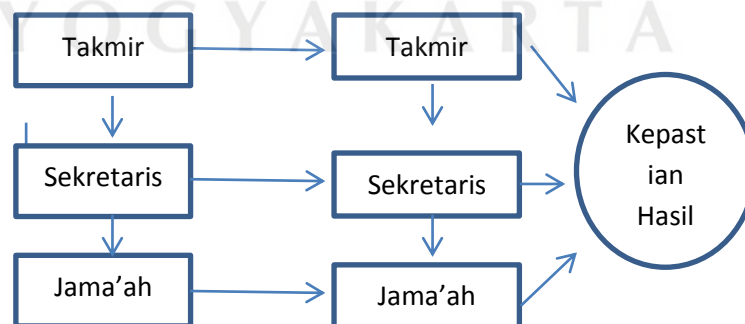 YOGYAKARTA
Takmir
Takmir
Kepast
ian
Hasil
Sekretaris
Sekretaris
Jama’ah
Jama’ah